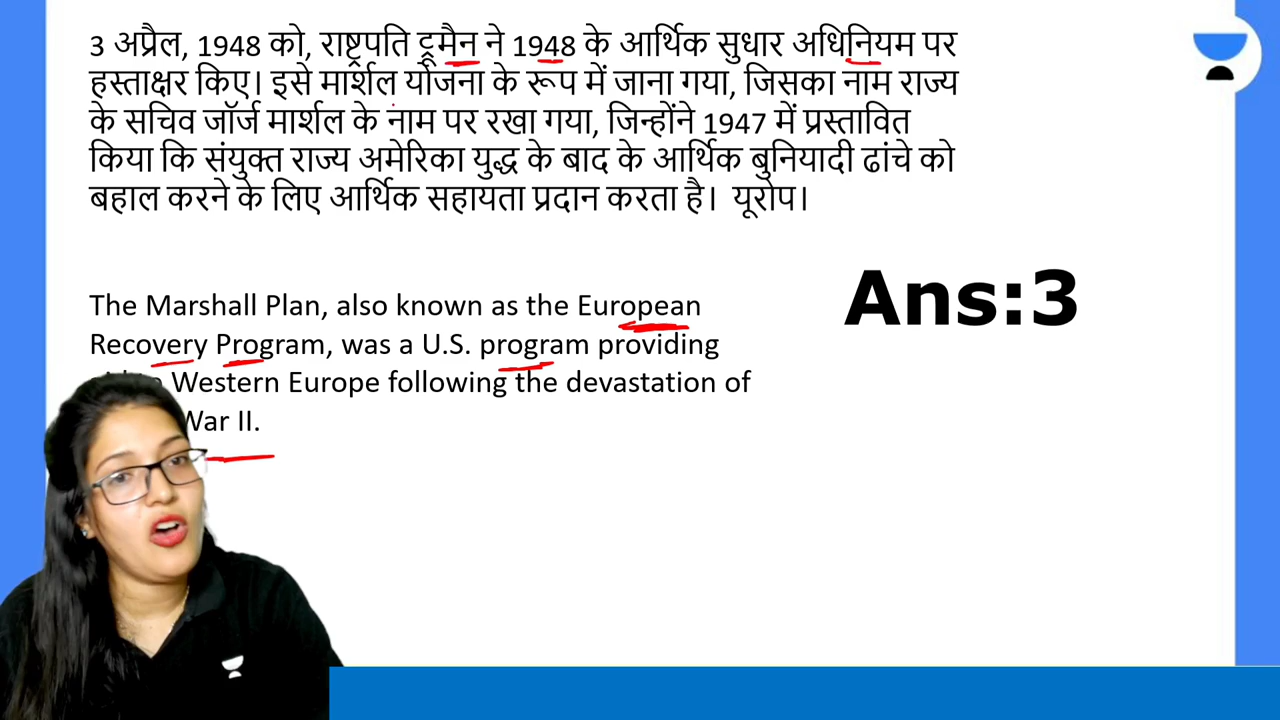 3 अप्रैल, 1948 को, राष्ट्रपति ट्रूमैन ने 1948 के आर्थिक सुधार अधिनियम पर
हस्ताक्षर किए। इसे मार्शल योजना के रूप में जाना गया, जिसका नाम राज्य
के सचिव जॉर्ज मार्शल के नाम पर रखा गया, जिन्होंने 1947 में प्रस्तावित
किया कि संयुक्त राज्य अमेरिका युद्ध के बाद के आर्थिक बुनियादी ढांचे को
बहाल करने के लिए आर्थिक सहायता प्रदान करता है। यूरोप।
Ans:3
The Marshall Plan, also known as the European
Recovery Program, was a U.S. program providing
Western Europe following the devastation of
War II.